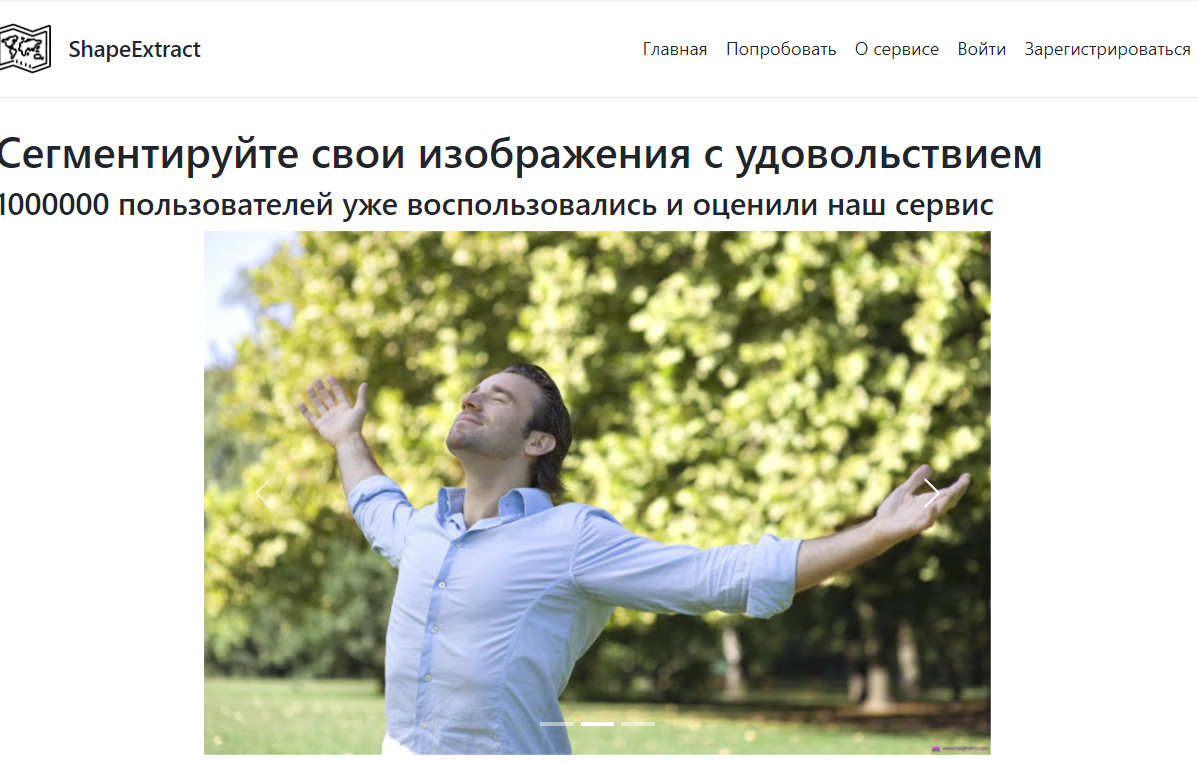 ShapeExtract
Главная Попробовать О сервисе Войти Зарегистрироваться
Сегментируйте свои изображения с удовольствием
1000000 пользователей уже воспользовались и оценили наш сервис